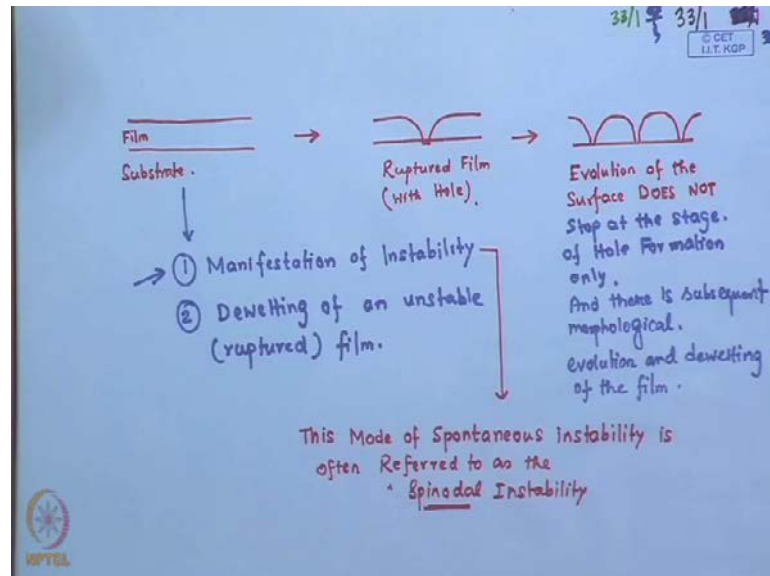 33/1 33/1
© CET
I.I.T. KGP
Film
Substrate.
Ruptured Film
(With Hole).
Evolution of the
Surface DOES NOT
Stop at the stage.
of Hole Formation
only.
And there is subsequent
morphological.
evolution and dewetting
of the film.
① Manifestation of Instability
② Dewetting of an unstable
(ruptured) film.
This Mode of Spontaneous instability is
often Referred to as the
Spinodal Instability
NPTEL